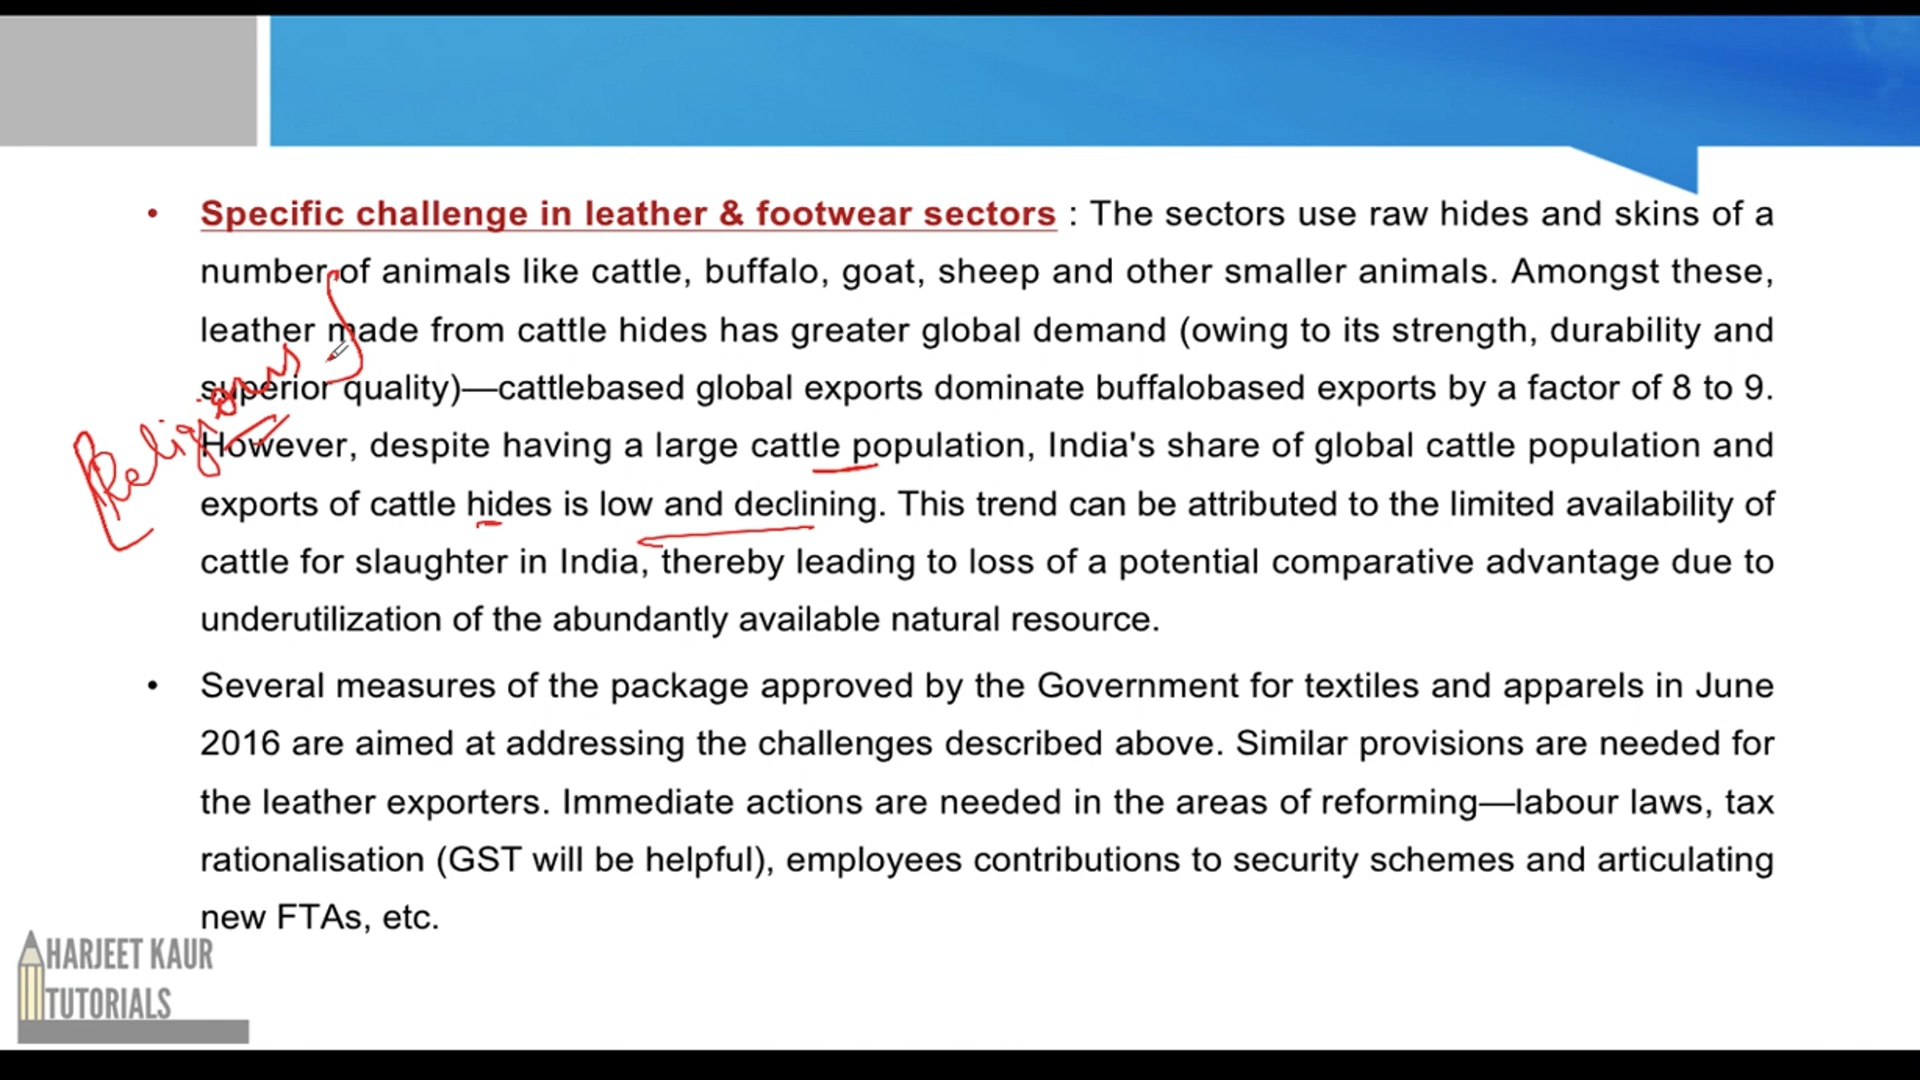 • Specific challenge in leather & footwear sectors : The sectors use raw hides and skins of a
number of animals like cattle, buffalo, goat, sheep and other smaller animals. Amongst these,
leather made from cattle hides has greater global demand (owing to its strength, durability and
superior quality)—cattlebased global exports dominate buffalobased exports by a factor of 8 to 9.
However, despite having a large cattle population, India's share of global cattle population and
exports of cattle hides is low and declining. This trend can be attributed to the limited availability of
cattle for slaughter in India, thereby leading to loss of a potential comparative advantage due to
underutilization of the abundantly available natural resource.
Religious
• Several measures of the package approved by the Government for textiles and apparels in June
2016 are aimed at addressing the challenges described above. Similar provisions are needed for
the leather exporters. Immediate actions are needed in the areas of reforming—labour laws, tax
rationalisation (GST will be helpful), employees contributions to security schemes and articulating
new FTAs, etc.
HARJEET KAUR
TUTORIALS